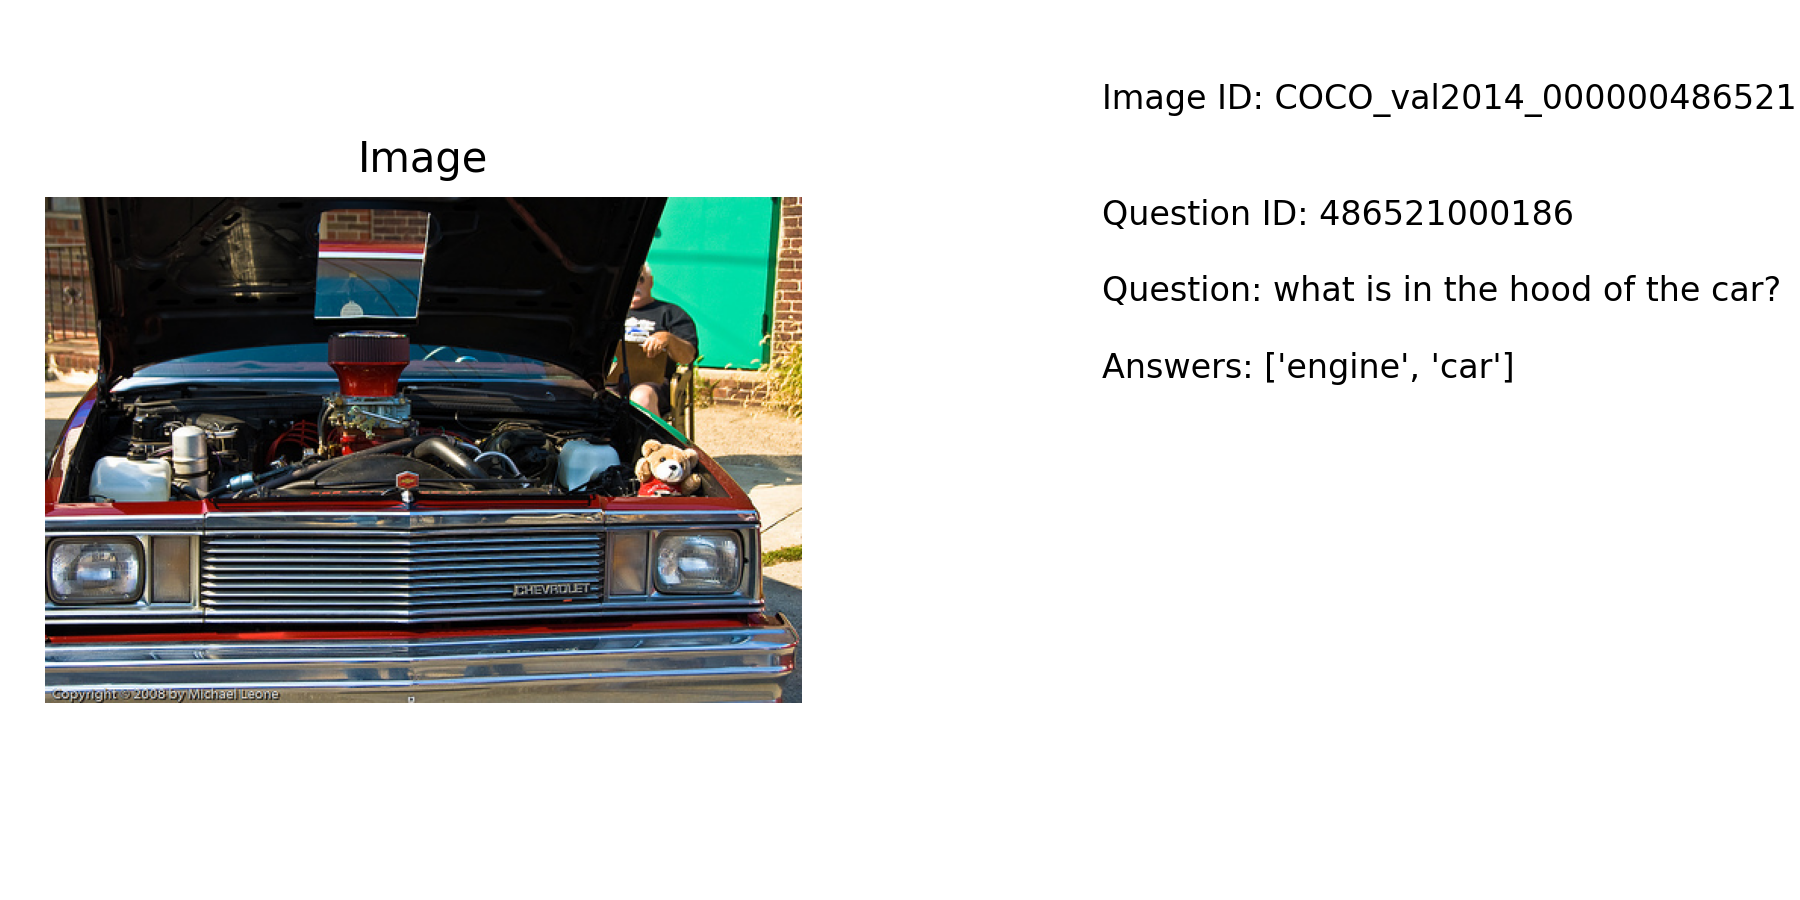 Image
Image ID: COCO_val2014_000000486521
Question ID: 486521000186
Question: what is in the hood of the car?
Answers: ['engine', 'car']
CHEVROLET
Copyright © 2008 by Michael Leone